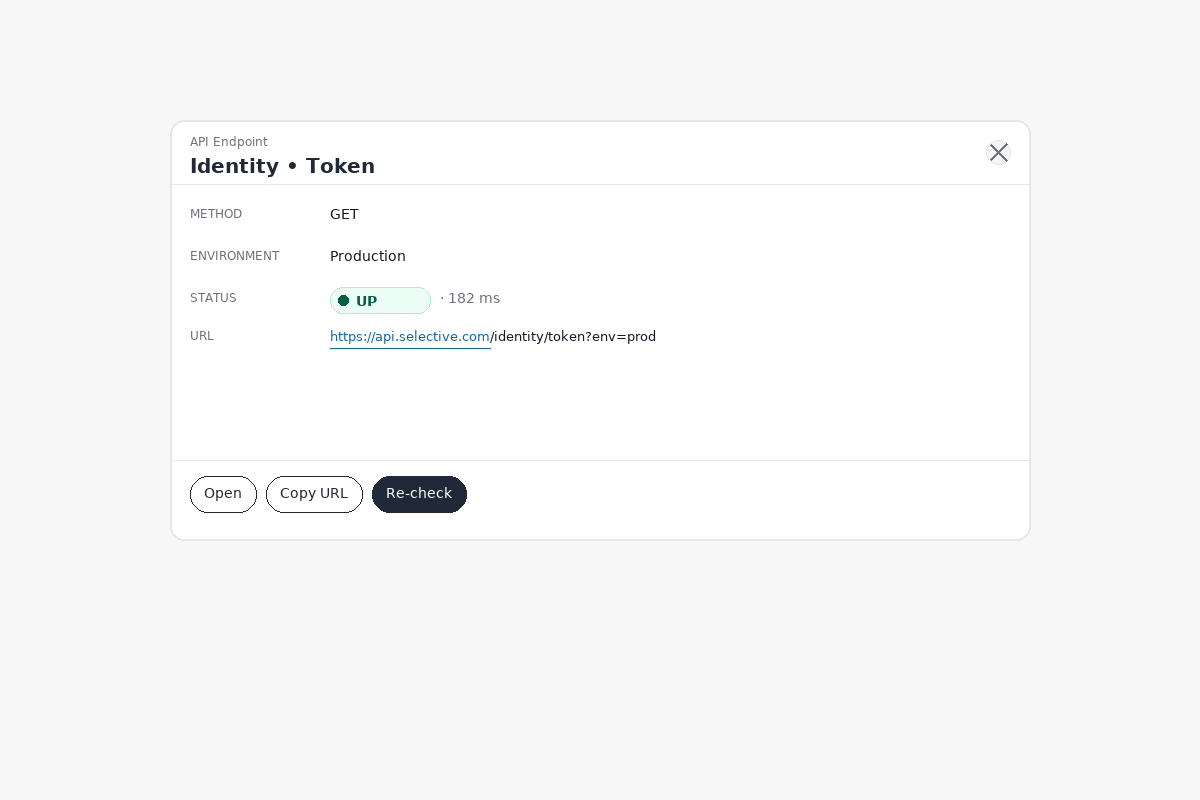 API Endpoint
Identity • Token
METHOD GET
ENVIRONMENT Production
STATUS UP · 182 ms
URL https://api.selective.com/identity/token?env=prod
Open Copy URL Re-check